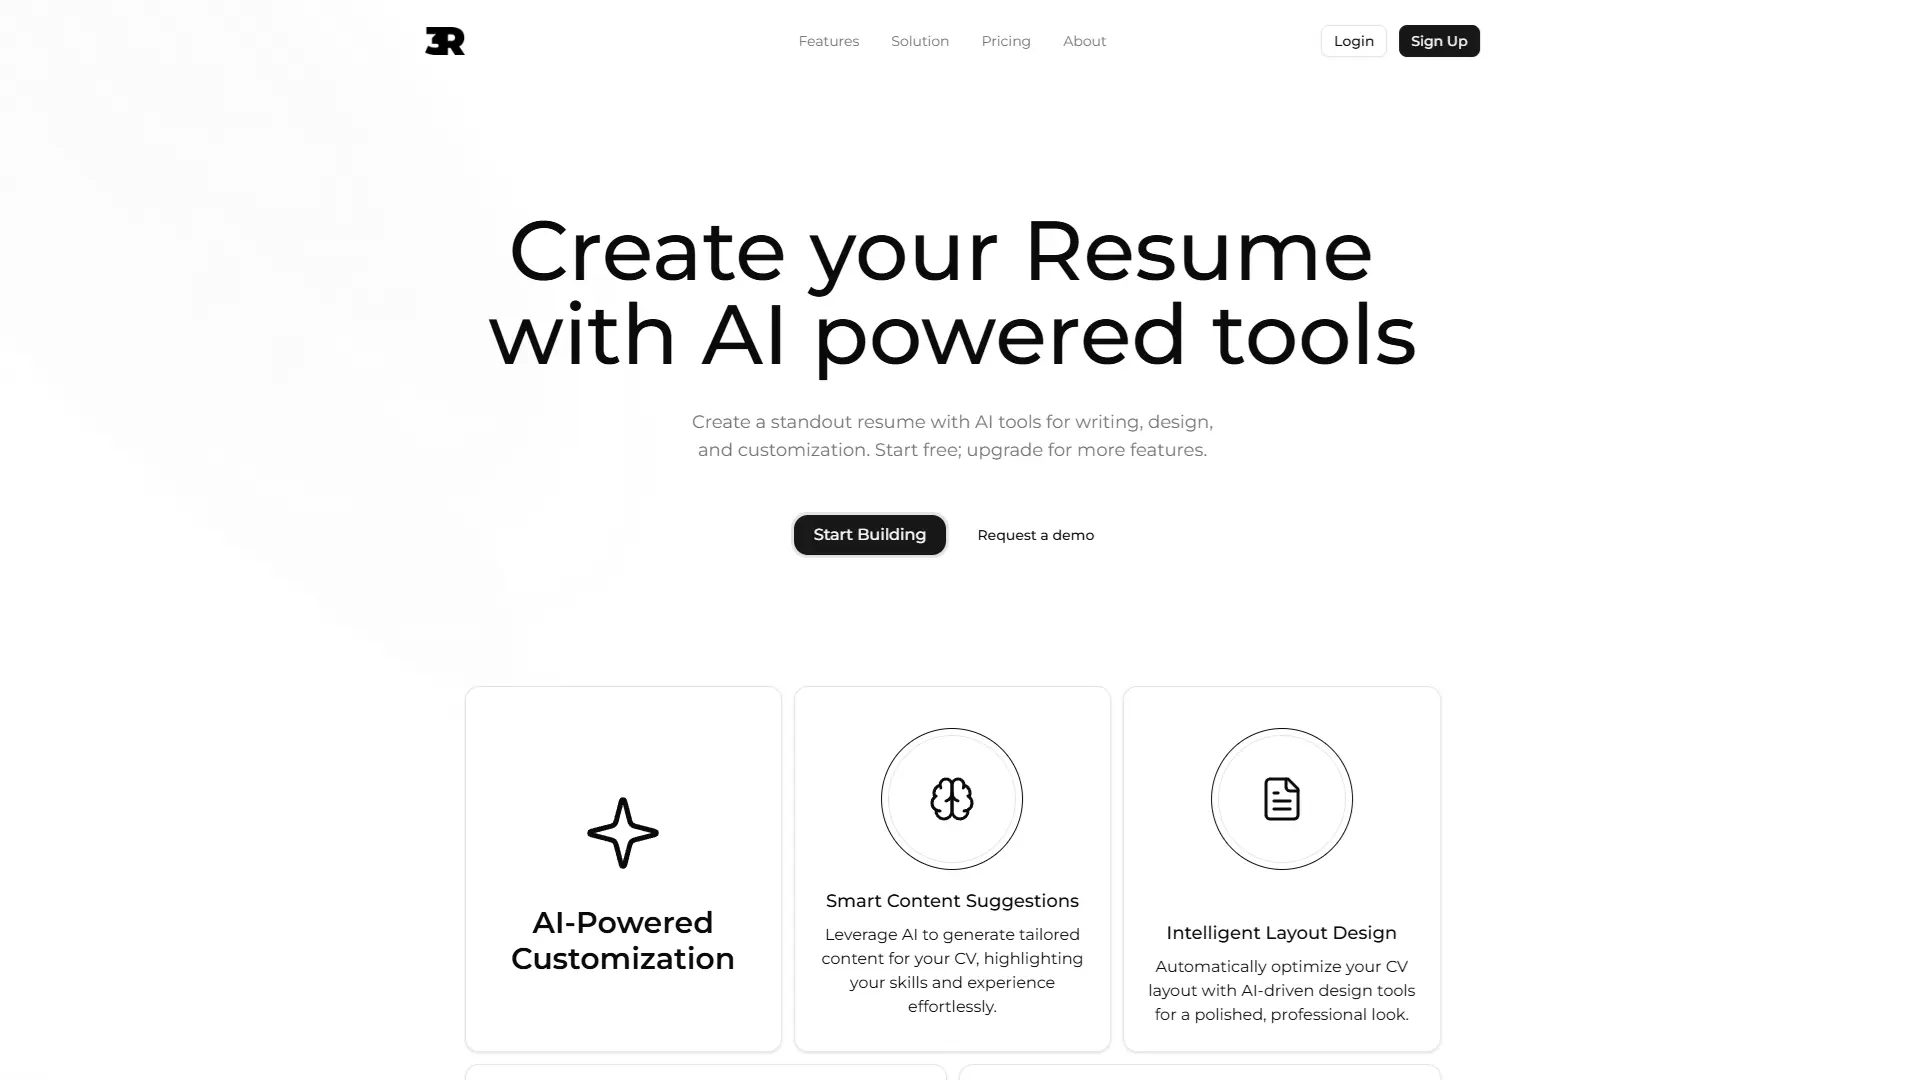 3R
Features
Solution
Pricing
About
Login
Sign Up
Create your Resume
with AI powered tools
Create a standout resume with AI tools for writing, design,
and customization. Start free; upgrade for more features.
Start Building
Request a demo
AI-Powered
Customization
Smart Content Suggestions
Leverage AI to generate tailored
content for your CV, highlighting
your skills and experience
effortlessly.
Intelligent Layout Design
Automatically optimize your CV
layout with AI-driven design tools
for a polished, professional look.